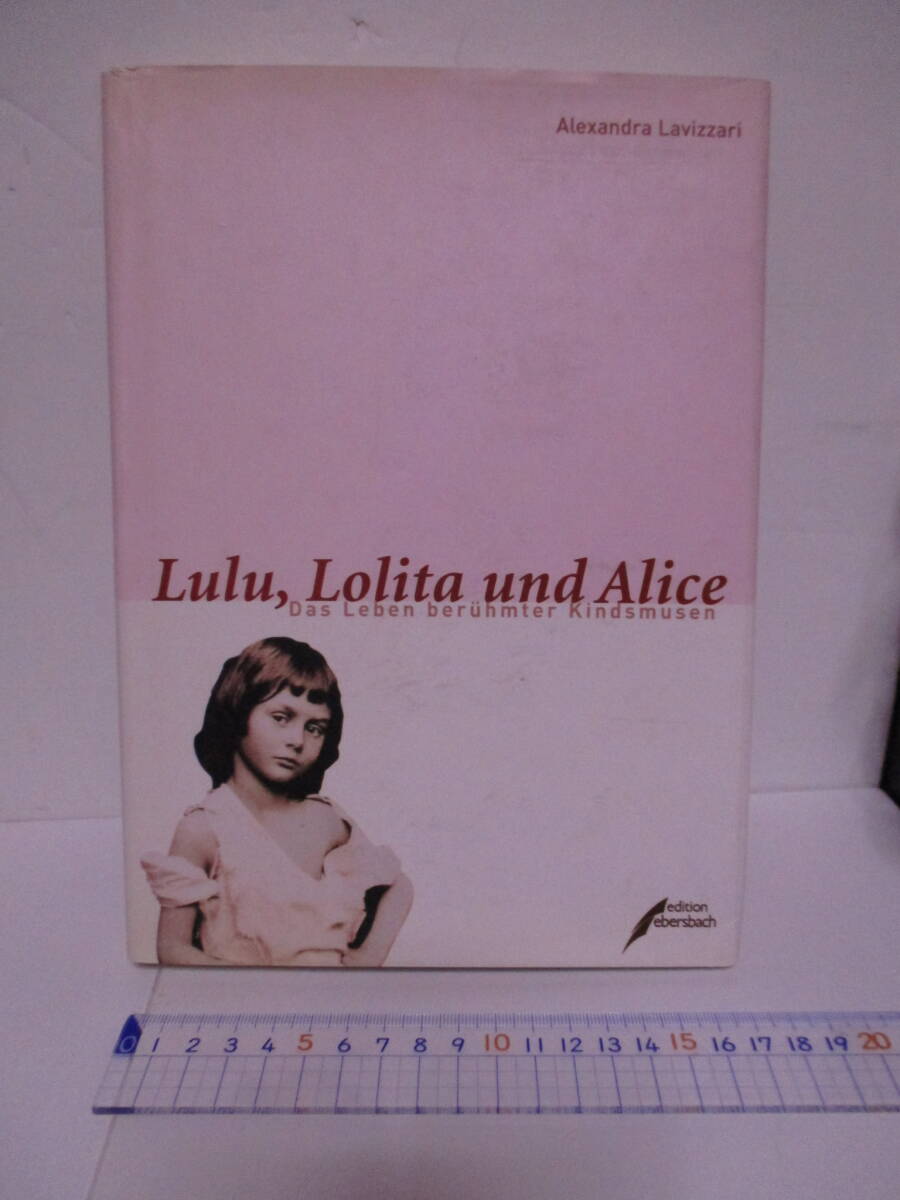 Alexandra Lavizzari
Lulu, Lolita und Alice
Das Leben berühmter Kindsmusen
edition
ebersbach
0 1 2 3 4 5 6 7 8 9 10 11 12 13 14 15 16 17 18 19 20